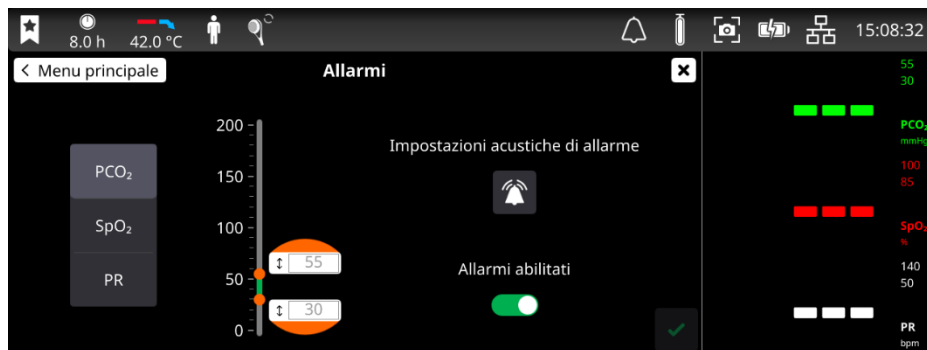 8.0 h
42.0 °C
15:08:32
Menu principale
Allarmi
PCO₂
SpO₂
PR
200
150
100
50
0
55
30
Impostazioni acustiche di allarme
Allarmi abilitati
55
30
PCO₂
mmHg
100
85
SpO₂
%
140
50
PR
bpm